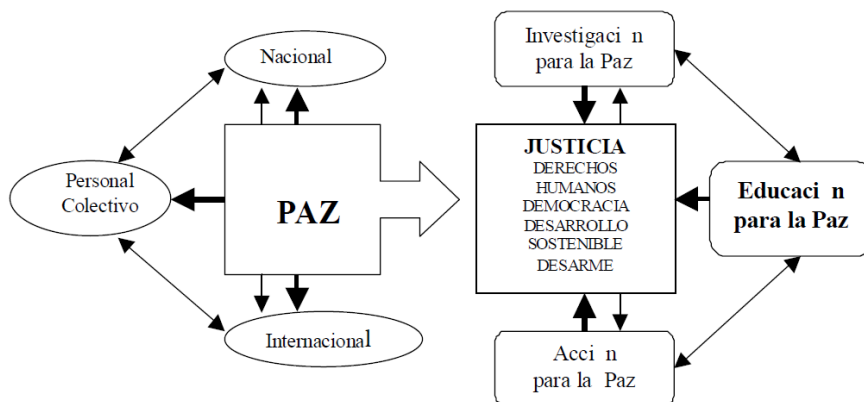 Nacional
Personal
Colectivo
PAZ
Internacional
Investigaci n
para la Paz
JUSTICIA
DERECHOS
HUMANOS
DEMOCRACIA
DESARROLLO
SOSTENIBLE
DESARME
Educaci n
para la Paz
Acci n
para la Paz